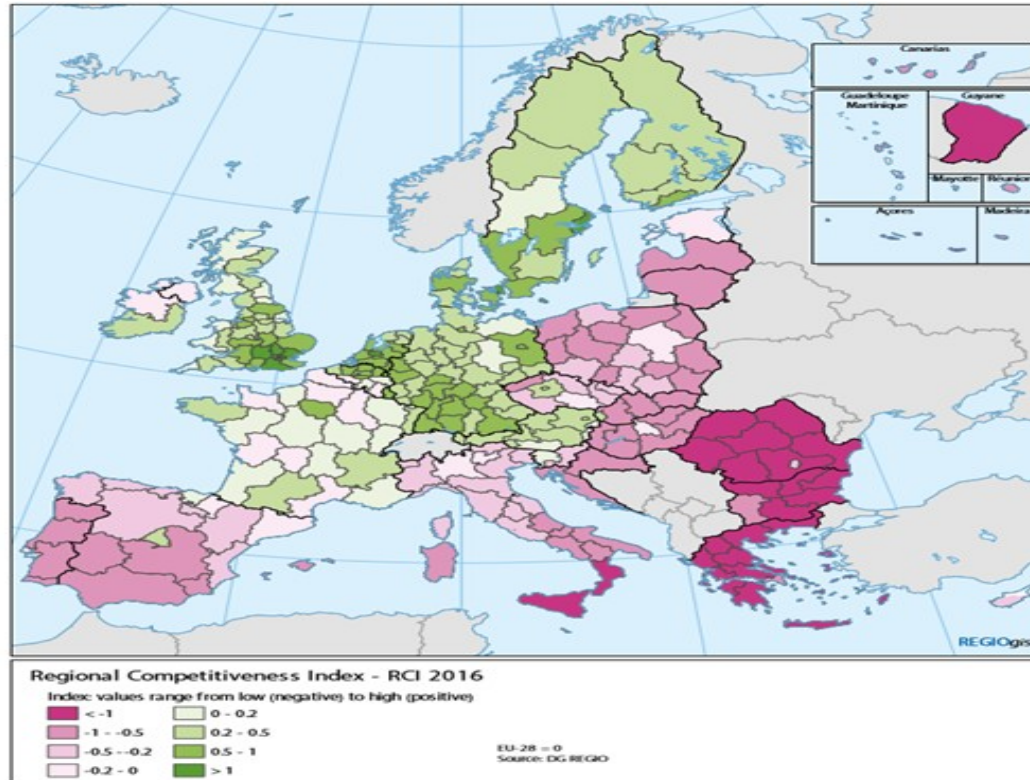 Canarias
Guadeloupe
Martinique
Guyane
Mayotte
Réunion
Açores
Madeira
REGIOgis
Regional Competitiveness Index - RCI 2016
Index: values range from low (negative) to high (positive)
< -1
-1 - -0.5
-0.5 - -0.2
-0.2 - 0
0 - 0.2
0.2 - 0.5
0.5 - 1
> 1
EU-28 = 0
Source: DG REGIO